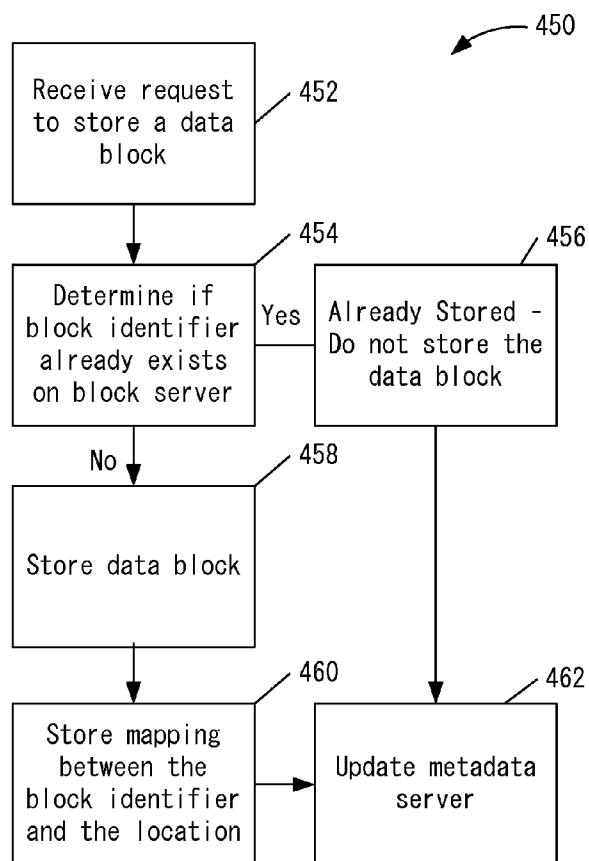 450
Receive request
to store a data
block
452
454
Determine if
block identifier
already exists
on block server
Yes
456
Already Stored -
Do not store the
data block
No
458
Store data block
460
Store mapping
between the
block identifier
and the location
462
Update metadata
server